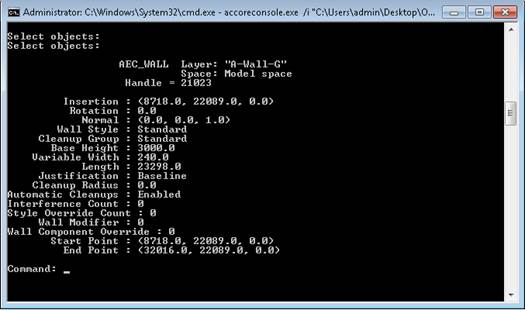 Administrator: C:\Windows\System32\cmd.exe - accoreconsole.exe /i "C:\Users\admin\Desktop\O...
Select objects:
Select objects:
AEC_WALL Layer: "A-Wall-G"
Space: Model space
Handle = 21023
Insertion : (8718.0, 22089.0, 0.0)
Rotation : 0.0
Normal : (0.0, 0.0, 1.0)
Wall Style : Standard
Cleanup Group : Standard
Base Height : 3000.0
Variable Width : 240.0
Length : 23298.0
Justification : Baseline
Cleanup Radius : 0.0
Automatic Cleanups : Enabled
Interference Count : 0
Style Override Count : 0
Wall Modifier : 0
Wall Component Override : 0
Start Point : (8718.0, 22089.0, 0.0)
End Point : (32016.0, 22089.0, 0.0)
Command: _